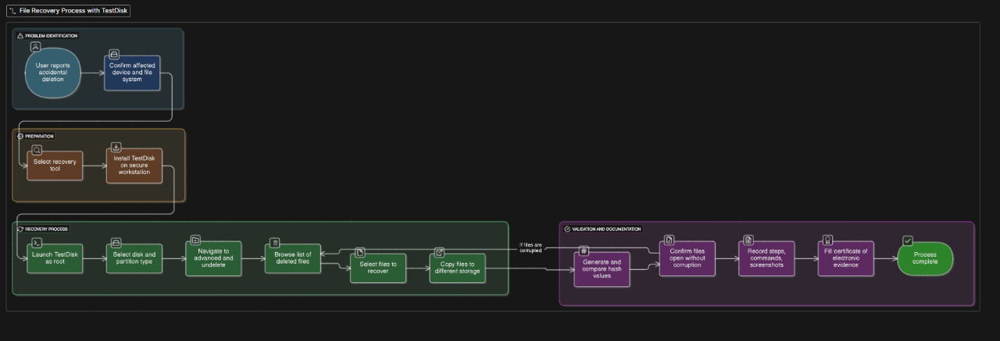 File Recovery Process with TestDisk
PROBLEM IDENTIFICATION
User reports
accidental
deletion
Confirm affected
device and file
system
PREPARATION
Select recovery
tool
Install TestDisk
on secure
workstation
RECOVERY PROCESS
Launch TestDisk
as root
Select disk and
partition type
Navigate to
advanced and
undelete
Browse list of
deleted files
Select files to
recover
Copy files to
different storage
If files are
corrupted
VALIDATION AND DOCUMENTATION
Generate and
compare hash
values
Confirm files
open without
corruption
Record steps,
commands,
screenshots
Fill certificate of
electronic
evidence
Process
complete